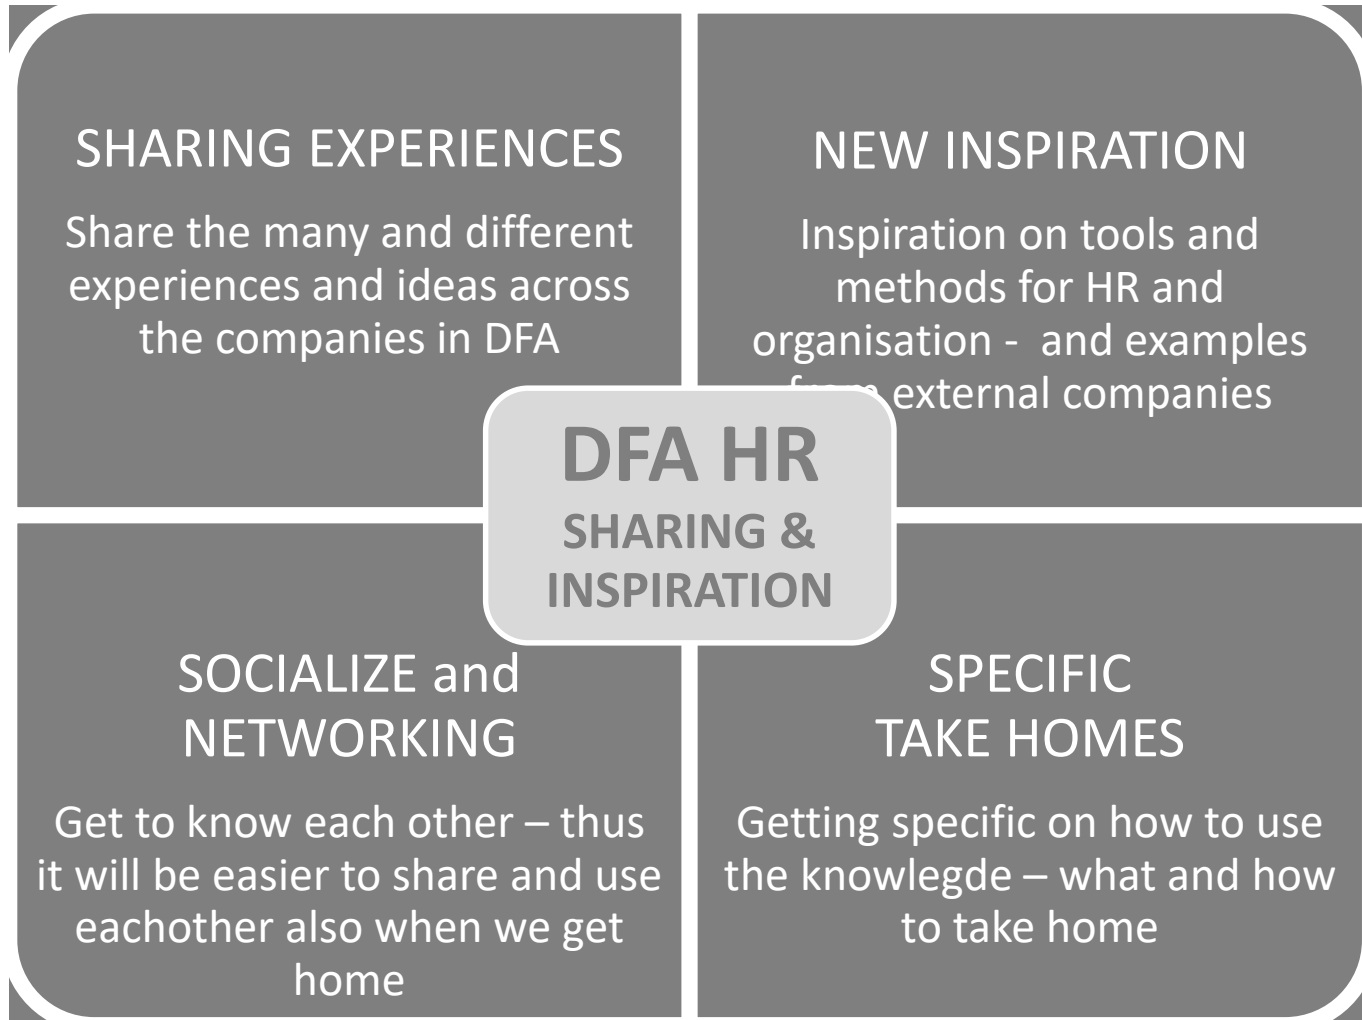 SHARING EXPERIENCES
Share the many and different
experiences and ideas across
the companies in DFA
NEW INSPIRATION
Inspiration on tools and
methods for HR and
organisation -  and examples
from external companies
DFA HR
SHARING &
INSPIRATION
SOCIALIZE and
NETWORKING
Get to know each other – thus
it will be easier to share and use
eachother also when we get
home
SPECIFIC
TAKE HOMES
Getting specific on how to use
the knowlegde – what and how
to take home